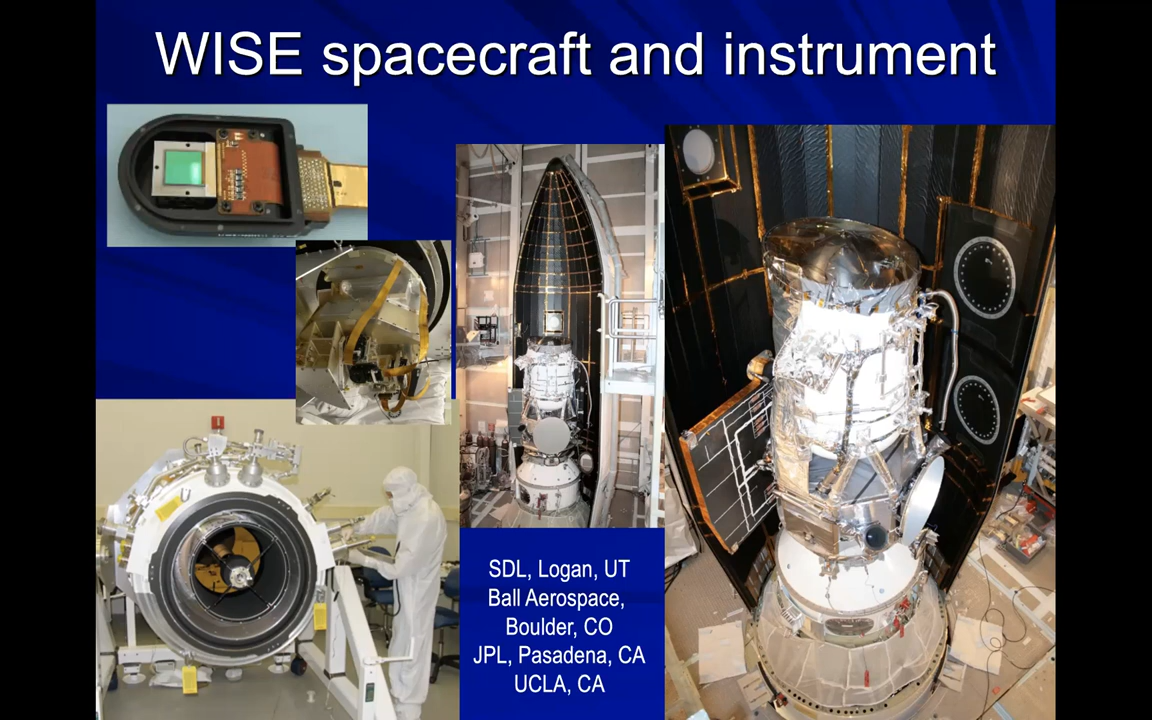 WISE spacecraft and instrument
SDL, Logan, UT
Ball Aerospace,
Boulder, CO
JPL, Pasadena, CA
UCLA, CA